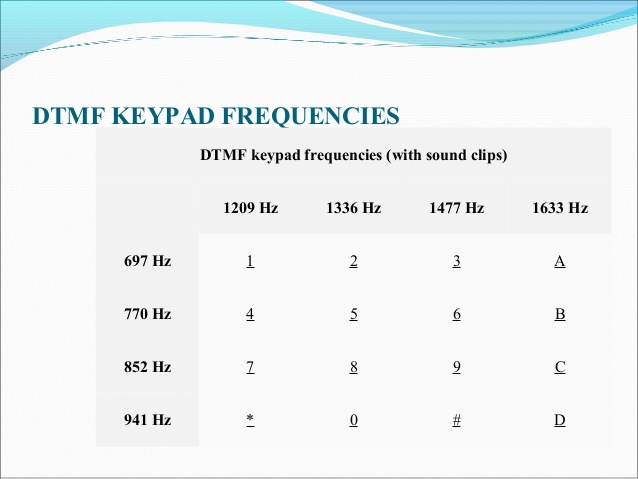 DTMF KEYPAD FREQUENCIES
DTMF keypad frequencies (with sound clips)
1209 Hz 1336 Hz 1477 Hz 1633 Hz
697 Hz 1 2 3 A
770 Hz 4 5 6 B
852 Hz 7 8 9 C
941 Hz * 0 # D